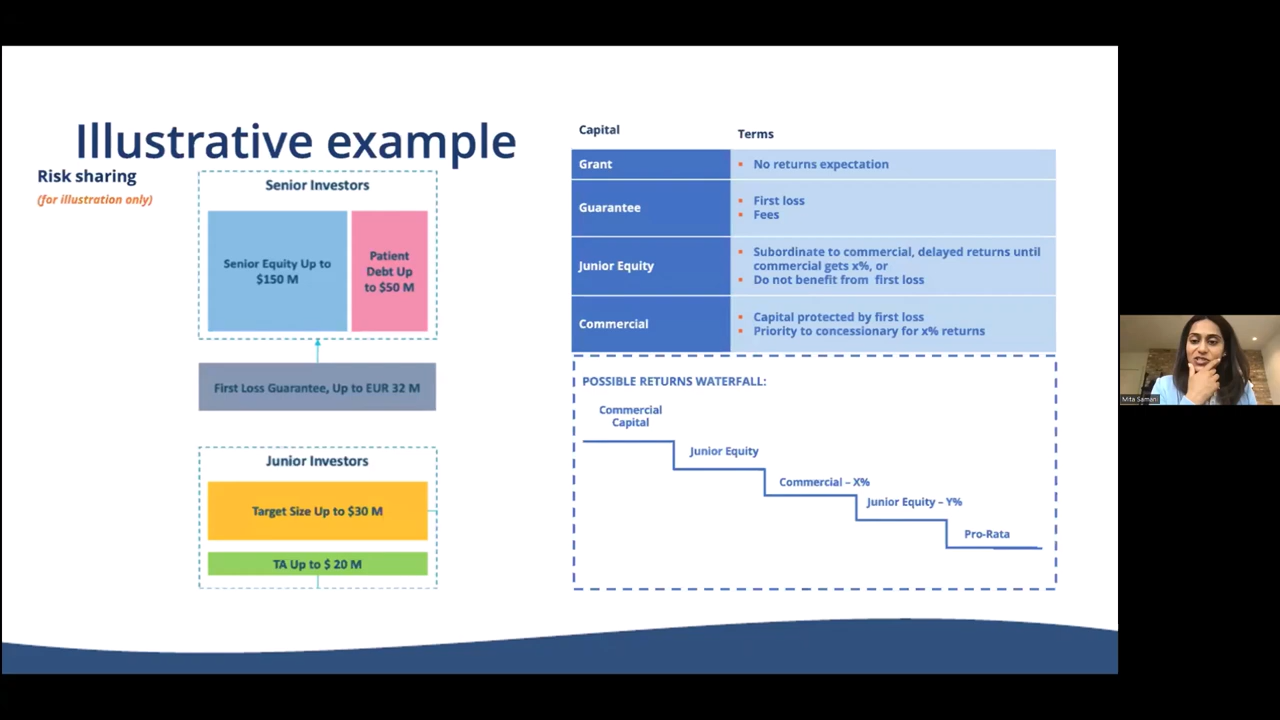 Illustrative example
Risk sharing
(for illustration only)
Senior Investors
Senior Equity Up to
$150 M
Patient
Debt Up
to $50 M
First Loss Guarantee, Up to EUR 32 M
Junior Investors
Target Size Up to $30 M
TA Up to $ 20 M
Capital
Terms
Grant
No returns expectation
Guarantee
First loss
Fees
Junior Equity
Subordinate to commercial, delayed returns until
commercial gets x%, or
Do not benefit from first loss
Commercial
Capital protected by first loss
Priority to concessionary for x% returns
POSSIBLE RETURNS WATERFALL:
Commercial
Capital
Junior Equity
Commercial – X%
Junior Equity – Y%
Pro-Rata
Mita Samani